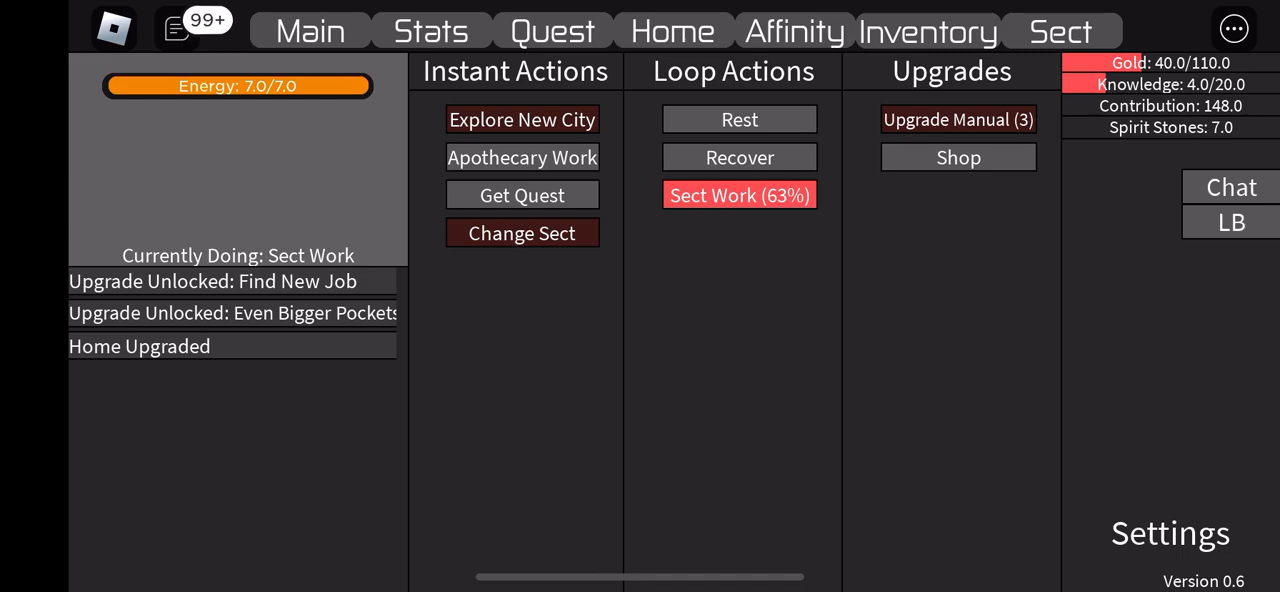 99+
Main
Stats
Quest
Home
Affinity
Inventory
Sect
Energy: 7.0/7.0
Currently Doing: Sect Work
Upgrade Unlocked: Find New Job
Upgrade Unlocked: Even Bigger Pockets
Home Upgraded
Instant Actions
Explore New City
Apothecary Work
Get Quest
Change Sect
Loop Actions
Rest
Recover
Sect Work (63%)
Upgrades
Upgrade Manual (3)
Shop
Gold: 40.0/110.0
Knowledge: 4.0/20.0
Contribution: 148.0
Spirit Stones: 7.0
Chat
LB
Settings
Version 0.6